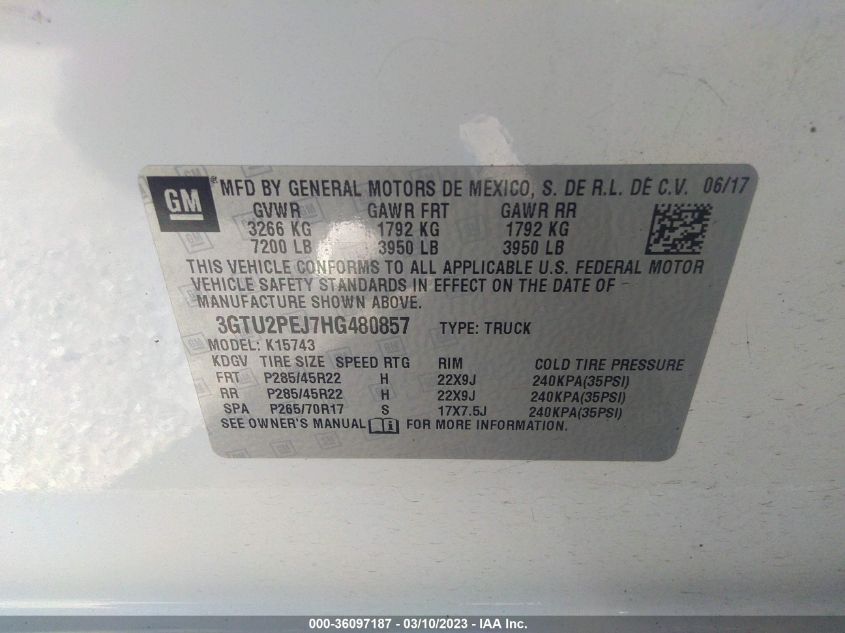 GM ® MFD BY GENERAL MOTORS DE MEXICO, S. DE R.L. DE C.V. 06/17
GVWR GAWR FRT GAWR RR
3266 KG 1792 KG 1792 KG
7200 LB 3950 LB 3950 LB
THIS VEHICLE CONFORMS TO ALL APPLICABLE U.S. FEDERAL MOTOR
VEHICLE SAFETY STANDARDS IN EFFECT ON THE DATE OF
MANUFACTURE SHOWN ABOVE.
3GTU2PEJ7HG480857 TYPE: TRUCK
MODEL: K15743
KDGV TIRE SIZE SPEED RTG RIM COLD TIRE PRESSURE
FRT P285/45R22 H 22X9J 240KPA(35PSI)
RR P285/45R22 H 22X9J 240KPA(35PSI)
SPA P265/70R17 S 17X7.5J 240KPA(35PSI)
SEE OWNER'S MANUAL FOR MORE INFORMATION.
000-36097187 - 03/10/2023 - IAA Inc.